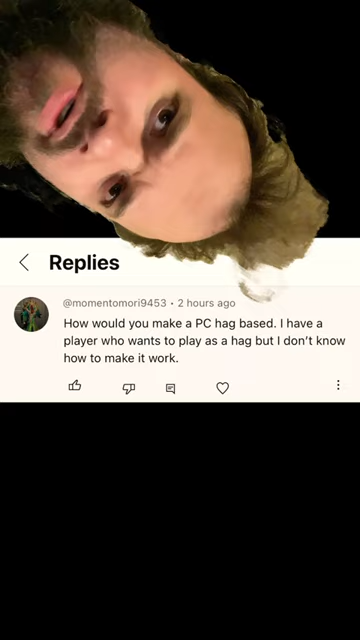 Replies
@momentomori9453 • 2 hours ago
How would you make a PC hag based. I have a
player who wants to play as a hag but I don't know
how to make it work.